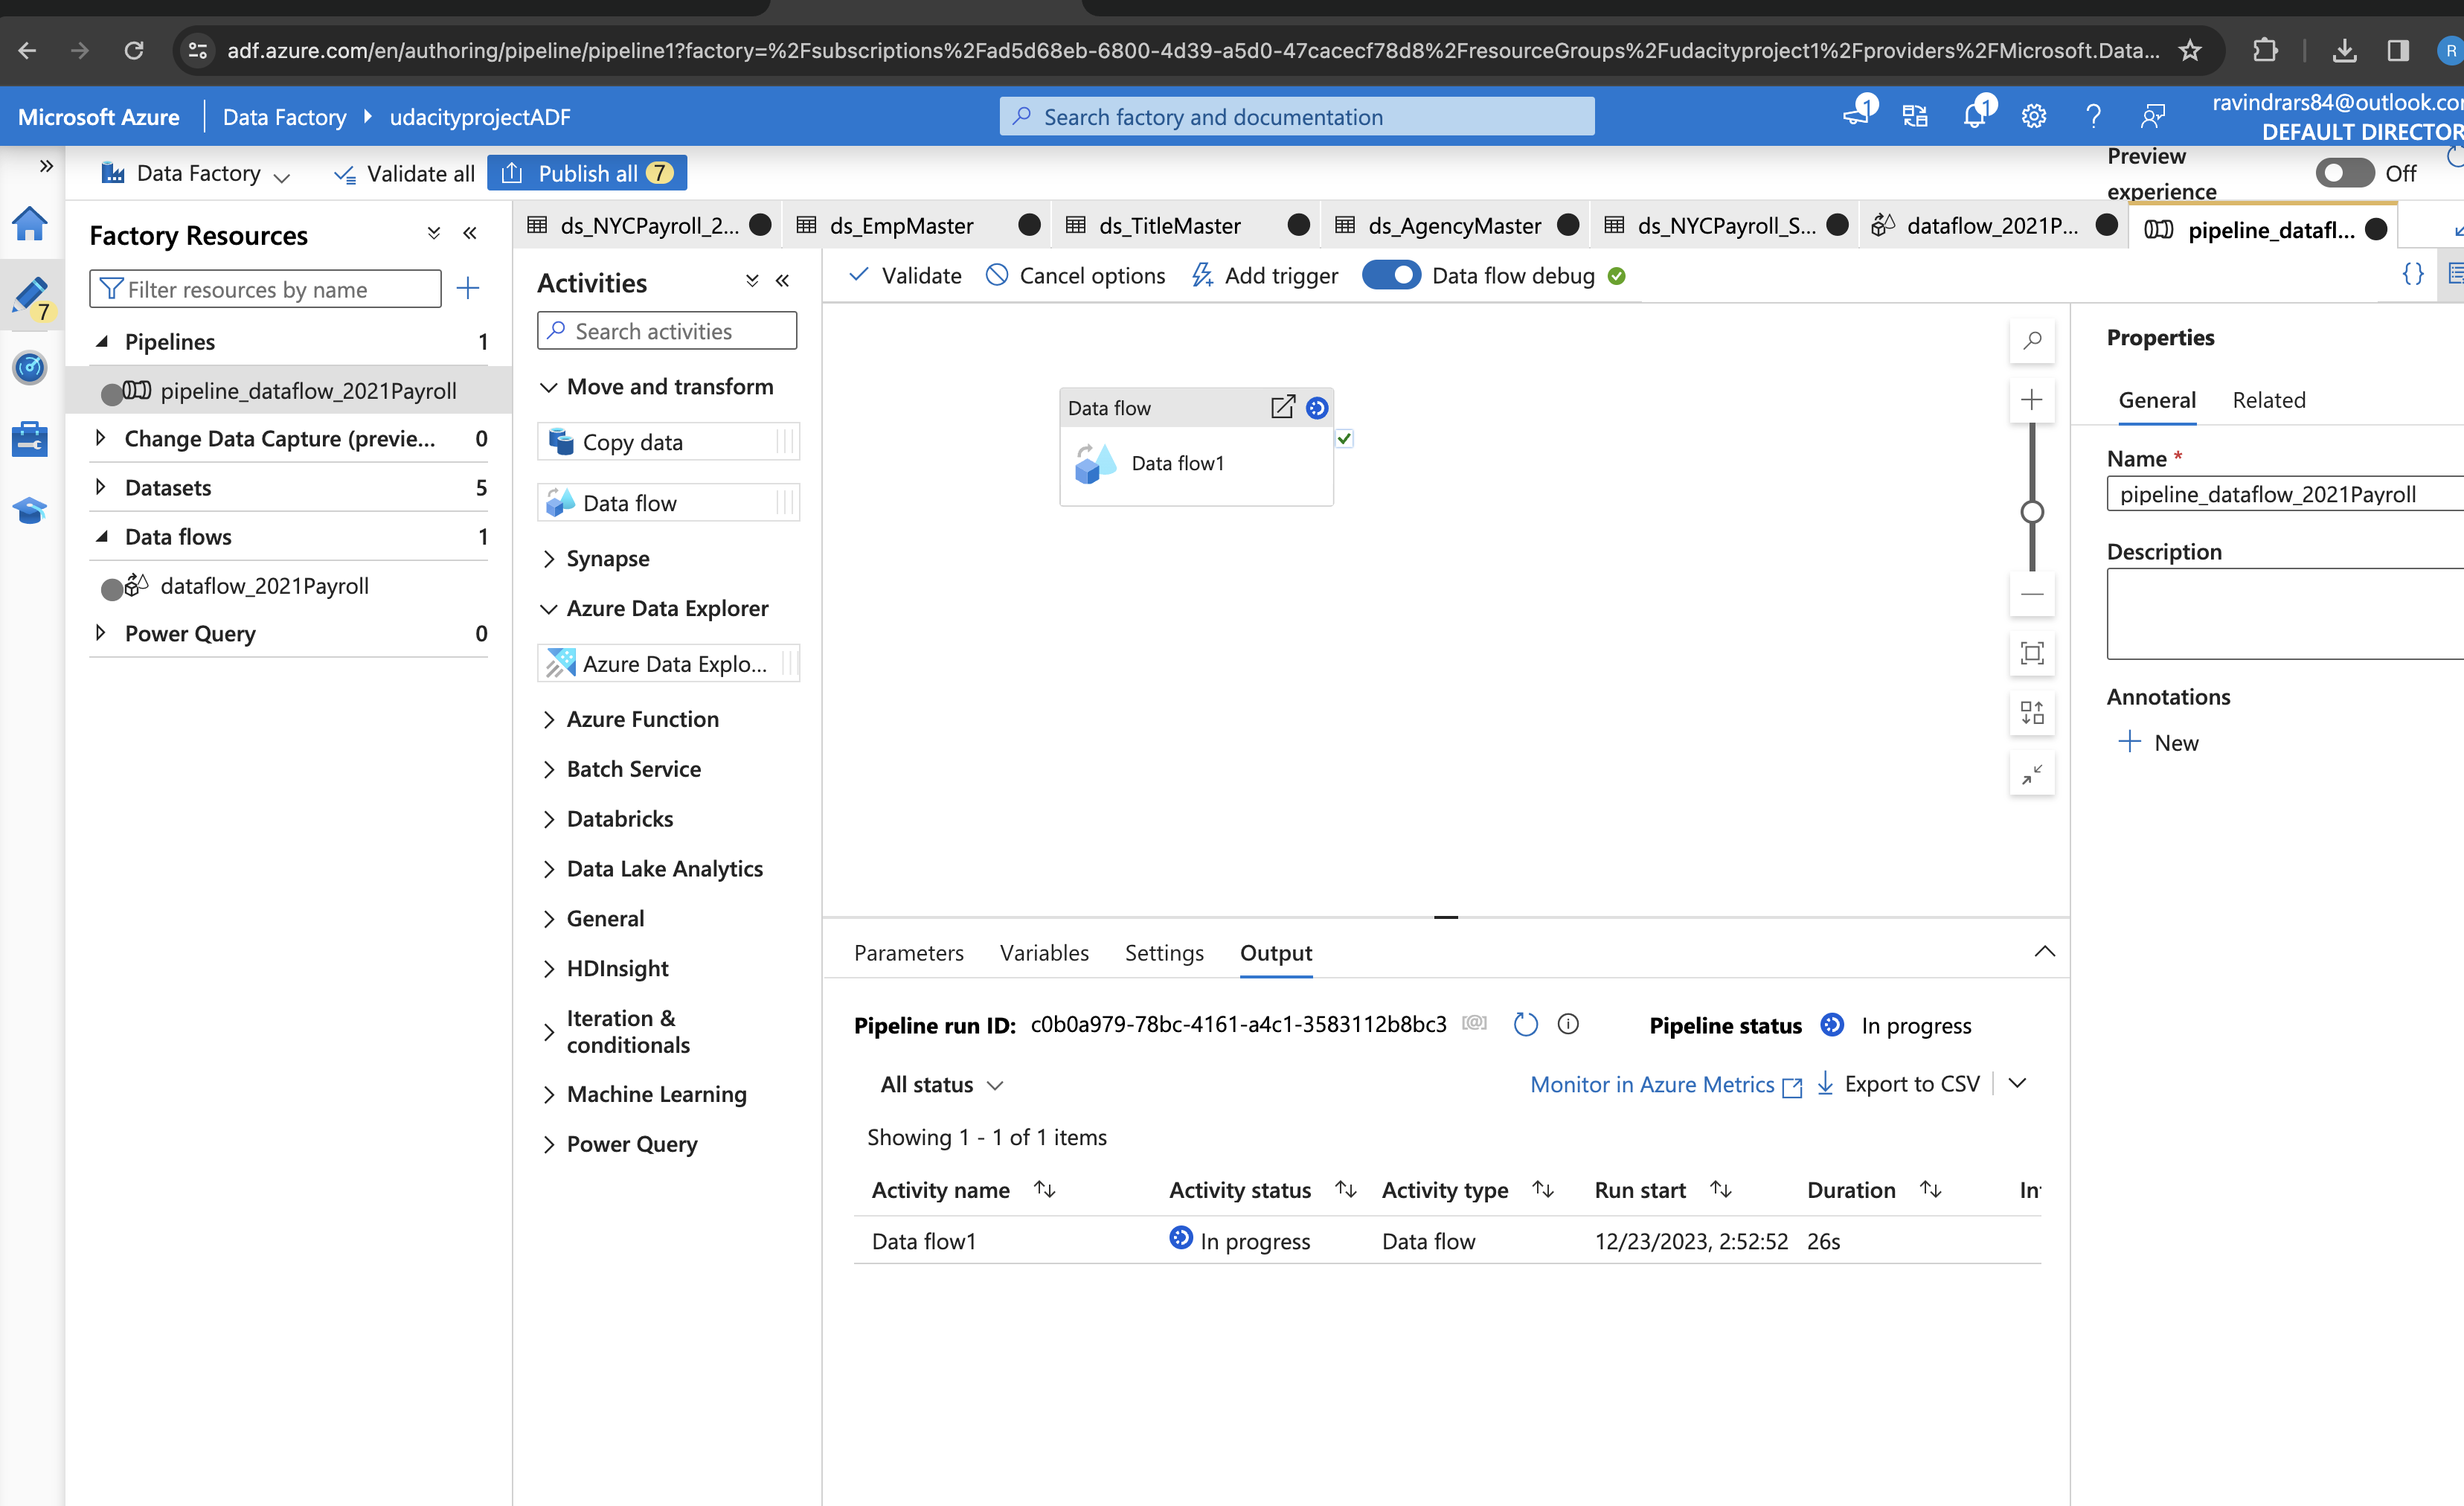 adf.azure.com/en/authoring/pipeline/pipeline1?factory=%2Fsubscriptions%2Fad5d68eb-6800-4d39-a5d0-47cacecf78d8%2FresourceGroups%2Fudacityproject1%2Fproviders%2FMicrosoft.Data...
R
Microsoft Azure
Data Factory
udacityprojectADF
Search factory and documentation
1
1
ravindrars84@outlook.co
DEFAULT DIRECTOR
Data Factory
Validate all
Publish all 7
Preview
experience
Off
7
Factory Resources
Filter resources by name
Pipelines 1
pipeline_dataflow_2021Payroll
Change Data Capture (previe... 0
Datasets 5
Data flows 1
dataflow_2021Payroll
Power Query 0
ds_NYCPayroll_2...
ds_EmpMaster
ds_TitleMaster
ds_AgencyMaster
ds_NYCPayroll_S...
dataflow_2021P...
pipeline_datafl...
Activities
Search activities
Move and transform
Copy data
Data flow
Synapse
Azure Data Explorer
Azure Data Explo...
Azure Function
Batch Service
Databricks
Data Lake Analytics
General
HDInsight
Iteration &
conditionals
Machine Learning
Power Query
Validate
Cancel options
Add trigger
Data flow debug
{}
Data flow
Data flow1
Parameters
Variables
Settings
Output
Pipeline run ID: c0b0a979-78bc-4161-a4c1-3583112b8bc3 [@]
Pipeline status In progress
All status
Monitor in Azure Metrics
Export to CSV
Showing 1 - 1 of 1 items
Activity name Activity status Activity type Run start Duration In
Data flow1 In progress Data flow 12/23/2023, 2:52:52 26s
Properties
General
Related
Name *
pipeline_dataflow_2021Payroll
Description
Annotations
New